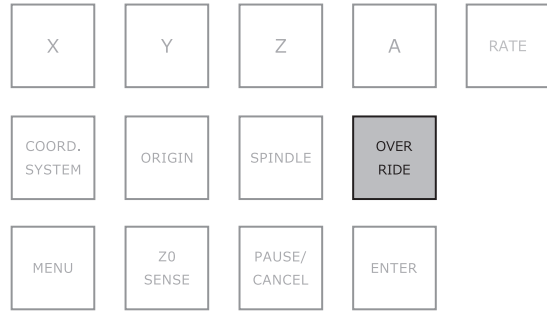 X
Y
Z
A
RATE
COORD.
SYSTEM
ORIGIN
SPINDLE
OVER
RIDE
MENU
Z0
SENSE
PAUSE/
CANCEL
ENTER